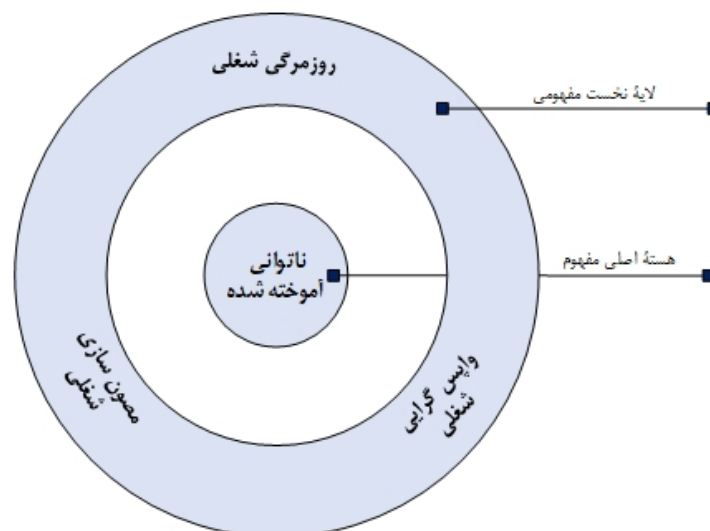 روزمرگی شغلی
لایهٔ نخست مفهومی
ناتوانی
آموخته شده
هستهٔ اصلی مفهوم
مصون سازی
شغلی
واپس گرایی
شغلی